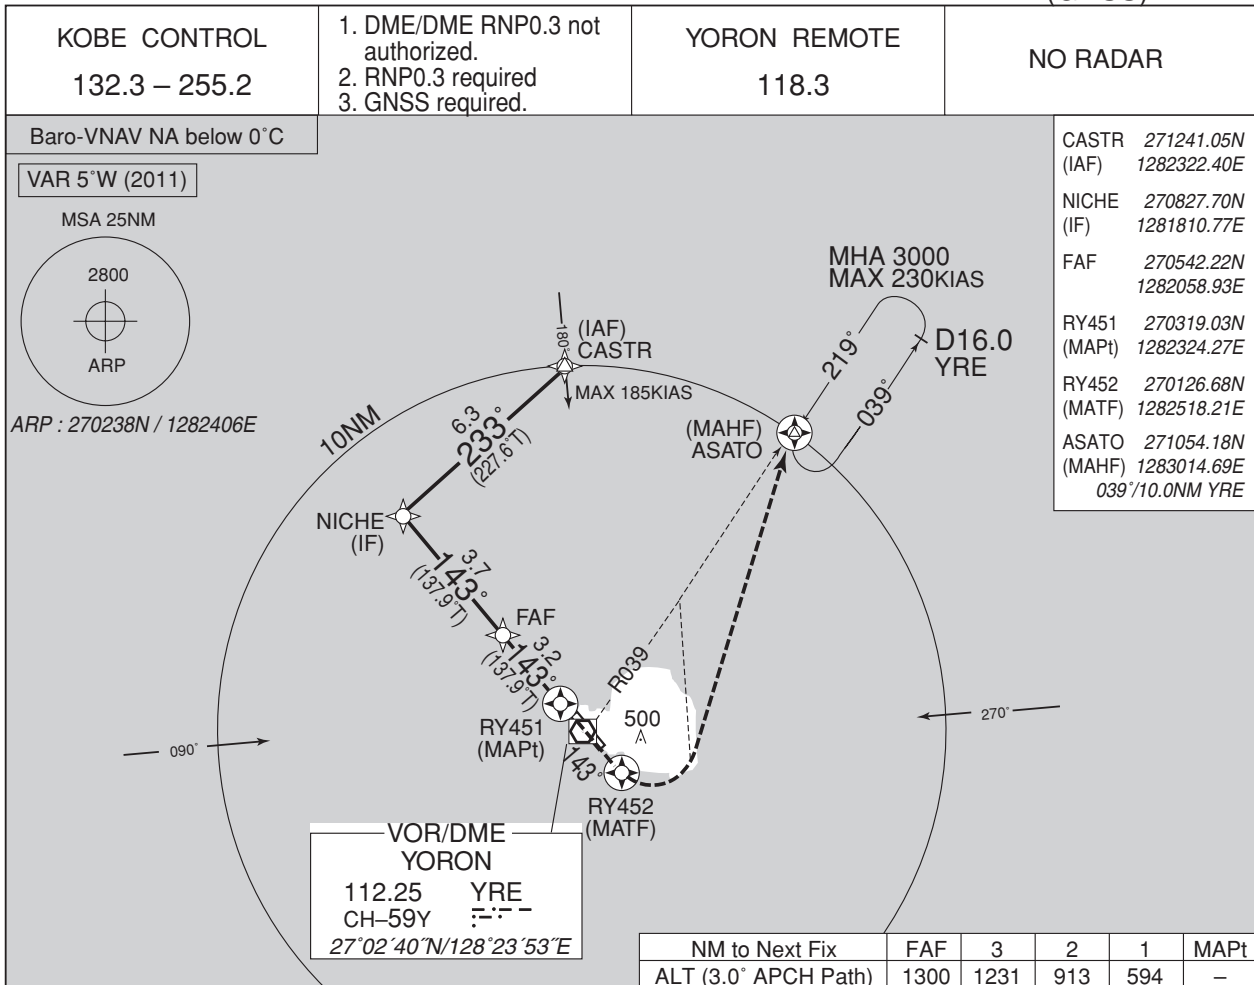 KOBE CONTROL
132.3 – 255.2
1. DME/DME RNP0.3 not
authorized.
2. RNP0.3 required
3. GNSS required.
YORON REMOTE
118.3
NO RADAR
Baro-VNAV NA below 0˚C
VAR 5˚W (2011)
MSA 25NM
2800
ARP
ARP : 270238N / 1282406E
CASTR 271241.05N
(IAF) 1282322.40E
NICHE 270827.70N
(IF) 1281810.77E
FAF 270542.22N
1282058.93E
RY451 270319.03N
(MAPt) 1282324.27E
RY452 270126.68N
(MATF) 1282518.21E
ASATO 271054.18N
(MAHF) 1283014.69E
039˚/10.0NM YRE
MHA 3000
MAX 230KIAS
219˚
039˚
D16.0
YRE
180˚
(IAF)
CASTR
MAX 185KIAS
(MAHF)
ASATO
10NM
6.3
233˚
(227.6˚T)
NICHE
(IF)
3.7
143˚
(137.9˚T)
FAF
3.2
143˚
(137.9˚T)
R039
500
RY451
(MAPt)
143˚
090˚
270˚
RY452
(MATF)
VOR/DME
YORON
112.25 YRE
CH–59Y
27˚02´40˝N/128˚23´53˝E
NM to Next Fix FAF 3 2 1 MAPt
ALT (3.0˚ APCH Path) 1300 1231 913 594 –